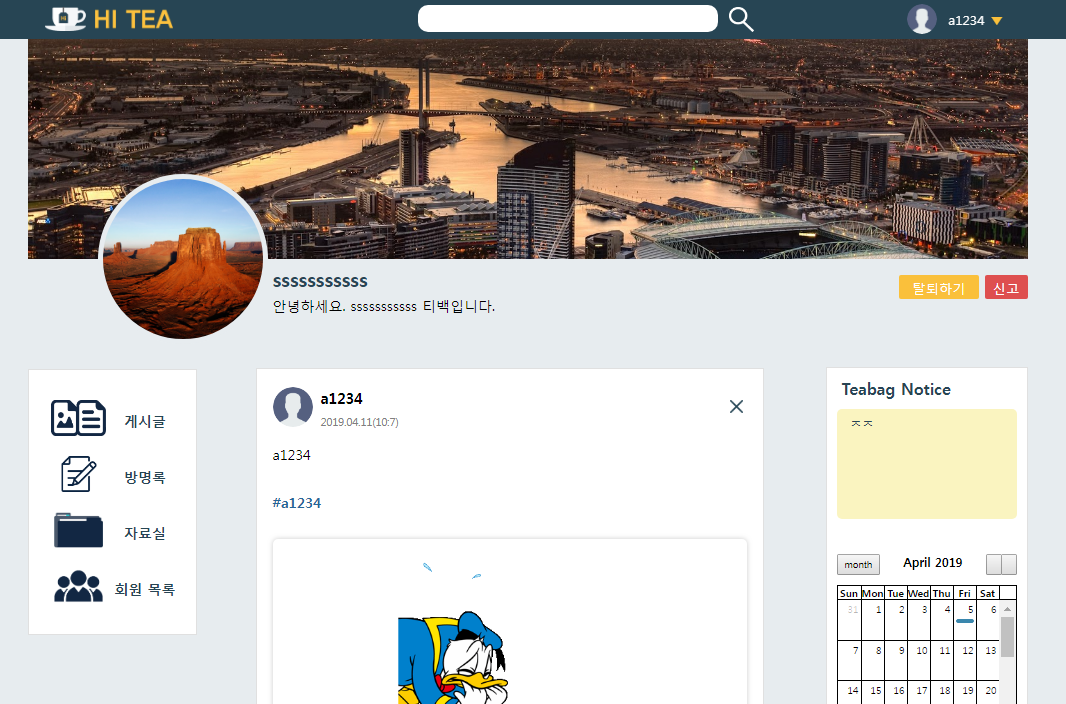 HI TEA
a1234
sssssssssss
안녕하세요. sssssssssss 티백입니다.
탈퇴하기 신고
게시글
방명록
자료실
회원 목록
a1234
2019.04.11(10:7)
a1234
#a1234
Teabag Notice
ㅉㅉ
month April 2019
Sun Mon Tue Wed Thu Fri Sat
31 1 2 3 4 5 6
7 8 9 10 11 12 13
14 15 16 17 18 19 20